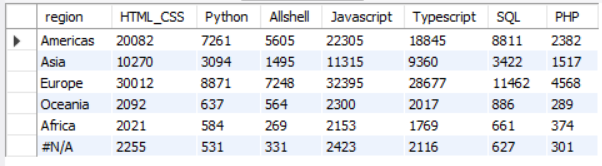 region HTML_CSS Python Allshell Javascript Typescript SQL PHP
Americas 20082 7261 5605 22305 18845 8811 2382
Asia 10270 3094 1495 11315 9360 3422 1517
Europe 30012 8871 7248 32395 28677 11462 4568
Oceania 2092 637 564 2300 2017 886 289
Africa 2021 584 269 2153 1769 661 374
#N/A 2255 531 331 2423 2116 627 301